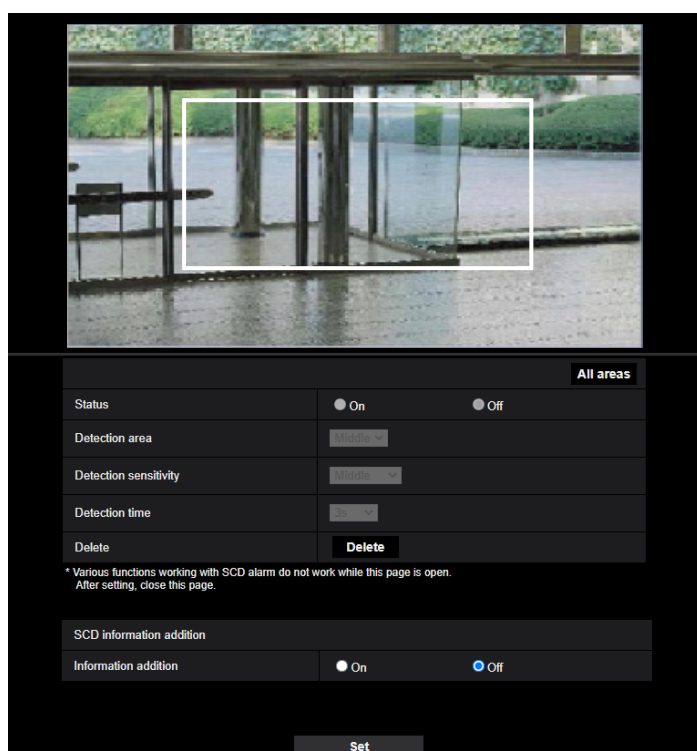 All areas
Status On Off
Detection area Middle
Detection sensitivity Middle
Detection time 3s
Delete Delete
* Various functions working with SCD alarm do not work while this page is open.
After setting, close this page.
SCD information addition
Information addition On Off
Set